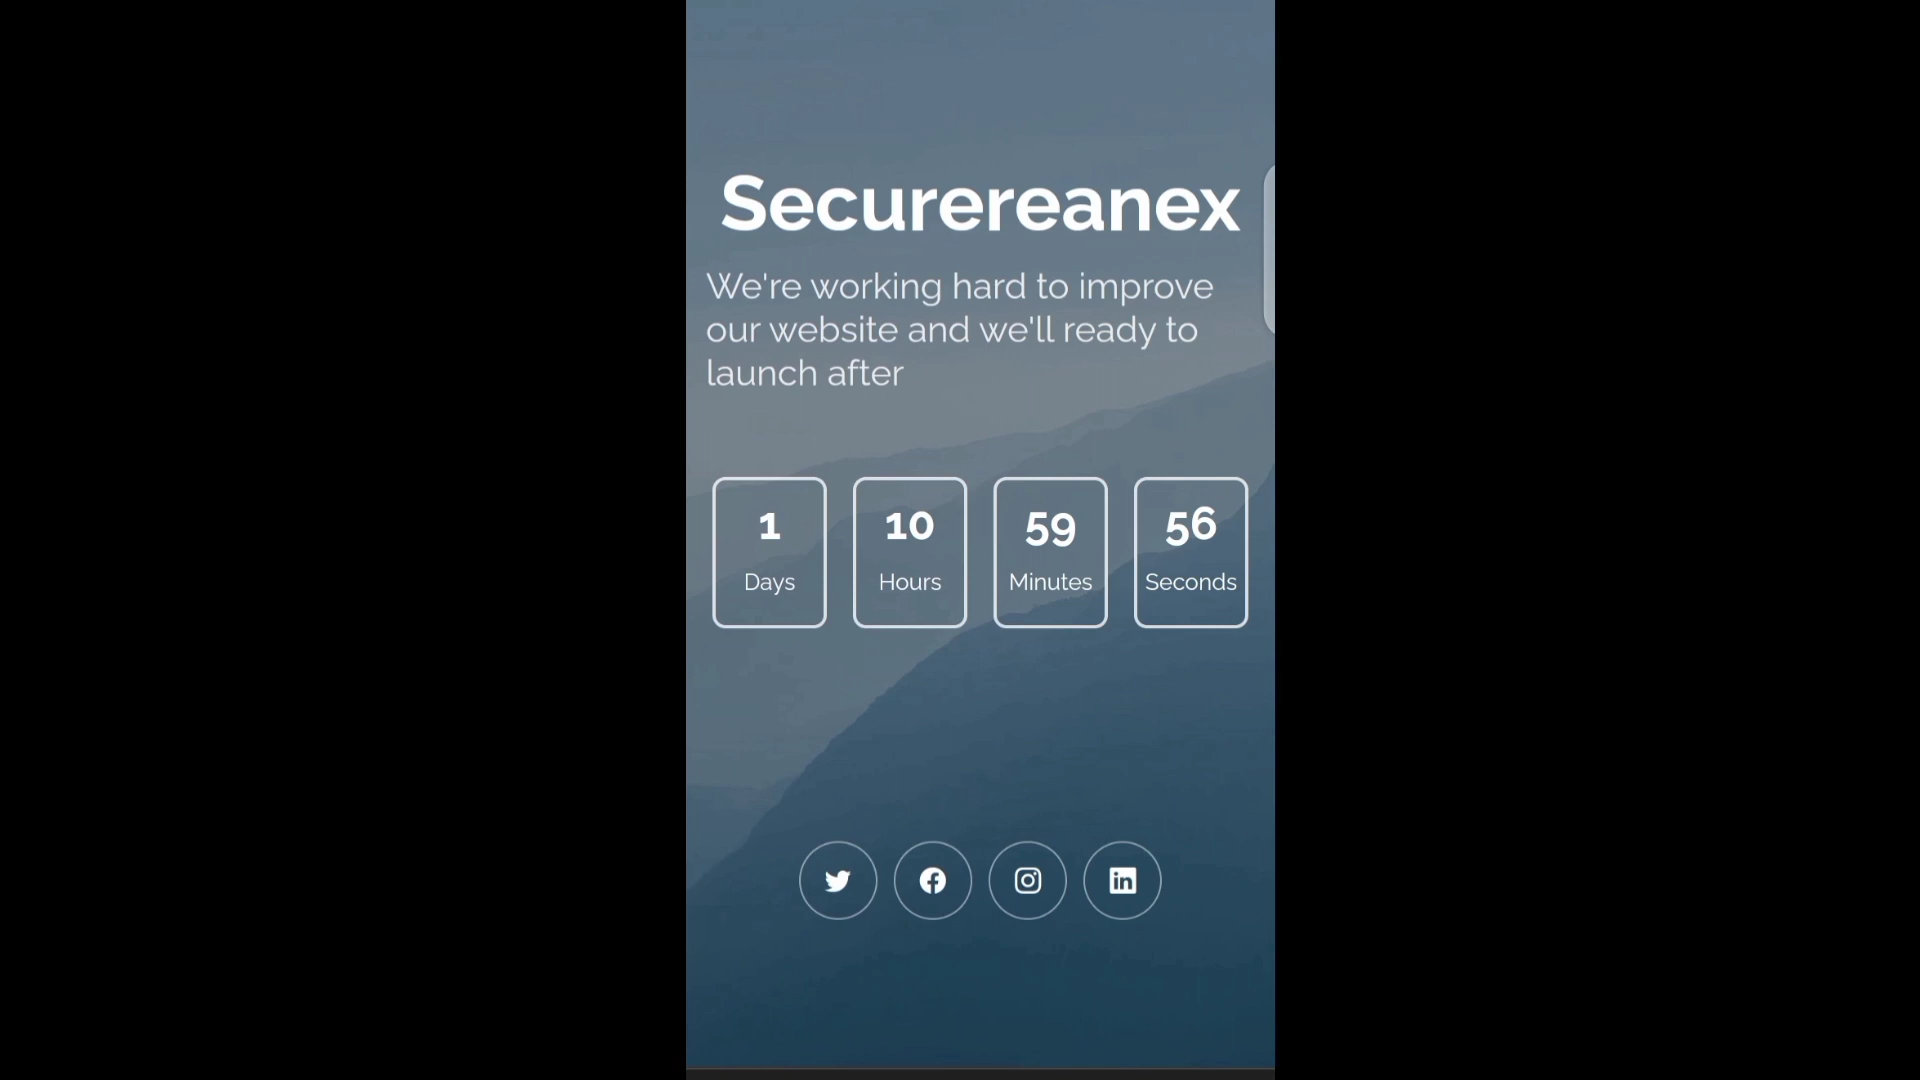 Securereanex
We're working hard to improve
our website and we'll ready to
launch after
1 10 59 56
Days Hours Minutes Seconds